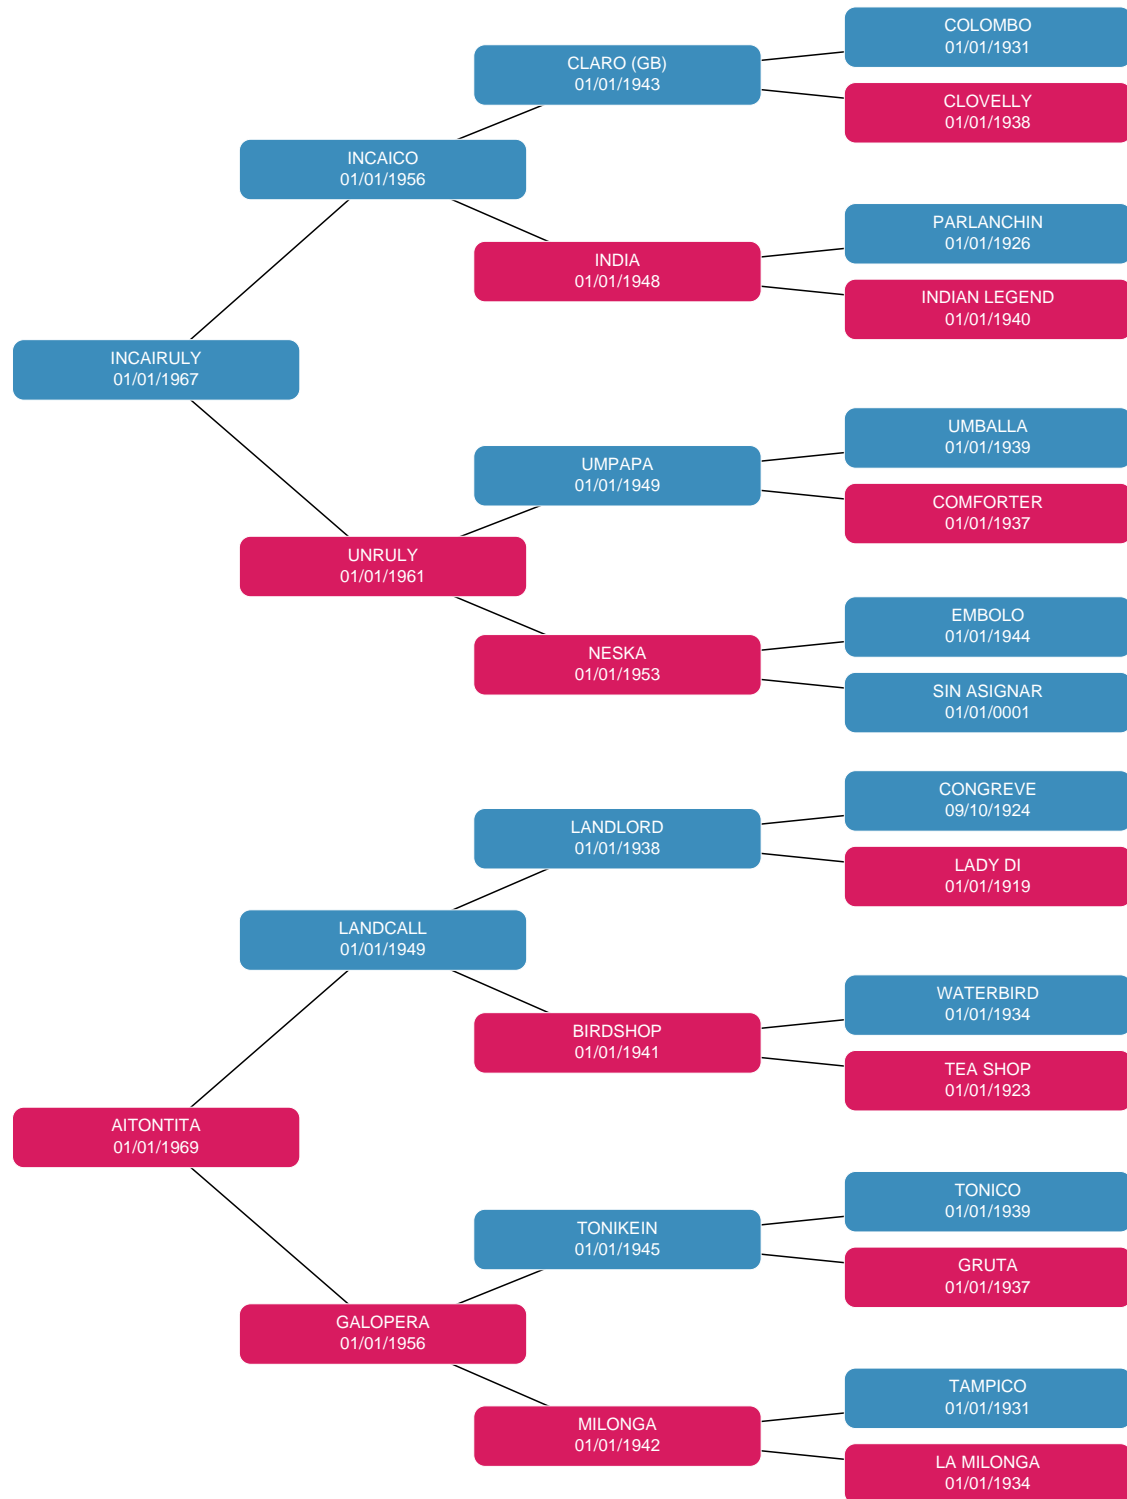 COLOMBO
01/01/1931
CLARO (GB)
01/01/1943
CLOVELLY
01/01/1938
INCAICO
01/01/1956
PARLANCHIN
01/01/1926
INDIA
01/01/1948
INDIAN LEGEND
01/01/1940
INCAIRULY
01/01/1967
UMBALLA
01/01/1939
UMPAPA
01/01/1949
COMFORTER
01/01/1937
UNRULY
01/01/1961
EMBOLO
01/01/1944
NESKA
01/01/1953
SIN ASIGNAR
01/01/0001
CONGREVE
09/10/1924
LANDLORD
01/01/1938
LADY DI
01/01/1919
LANDCALL
01/01/1949
WATERBIRD
01/01/1934
BIRDSHOP
01/01/1941
TEA SHOP
01/01/1923
AITONTITA
01/01/1969
TONICO
01/01/1939
TONIKEIN
01/01/1945
GRUTA
01/01/1937
GALOPERA
01/01/1956
TAMPICO
01/01/1931
MILONGA
01/01/1942
LA MILONGA
01/01/1934